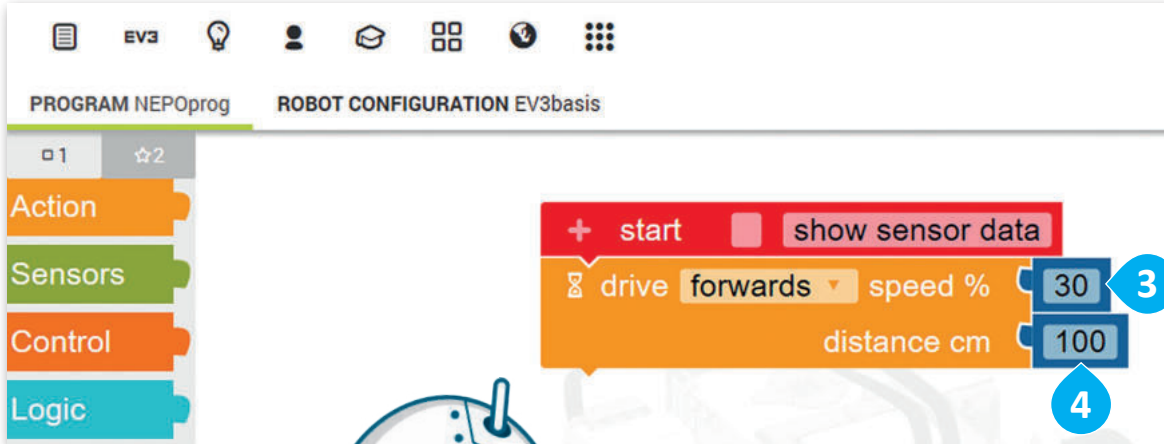 EV3
PROGRAM NEPOprog ROBOT CONFIGURATION EV3basis
1 2
Action
Sensors
Control
Logic
+ start show sensor data
drive forwards speed % 30
distance cm 100
3
4